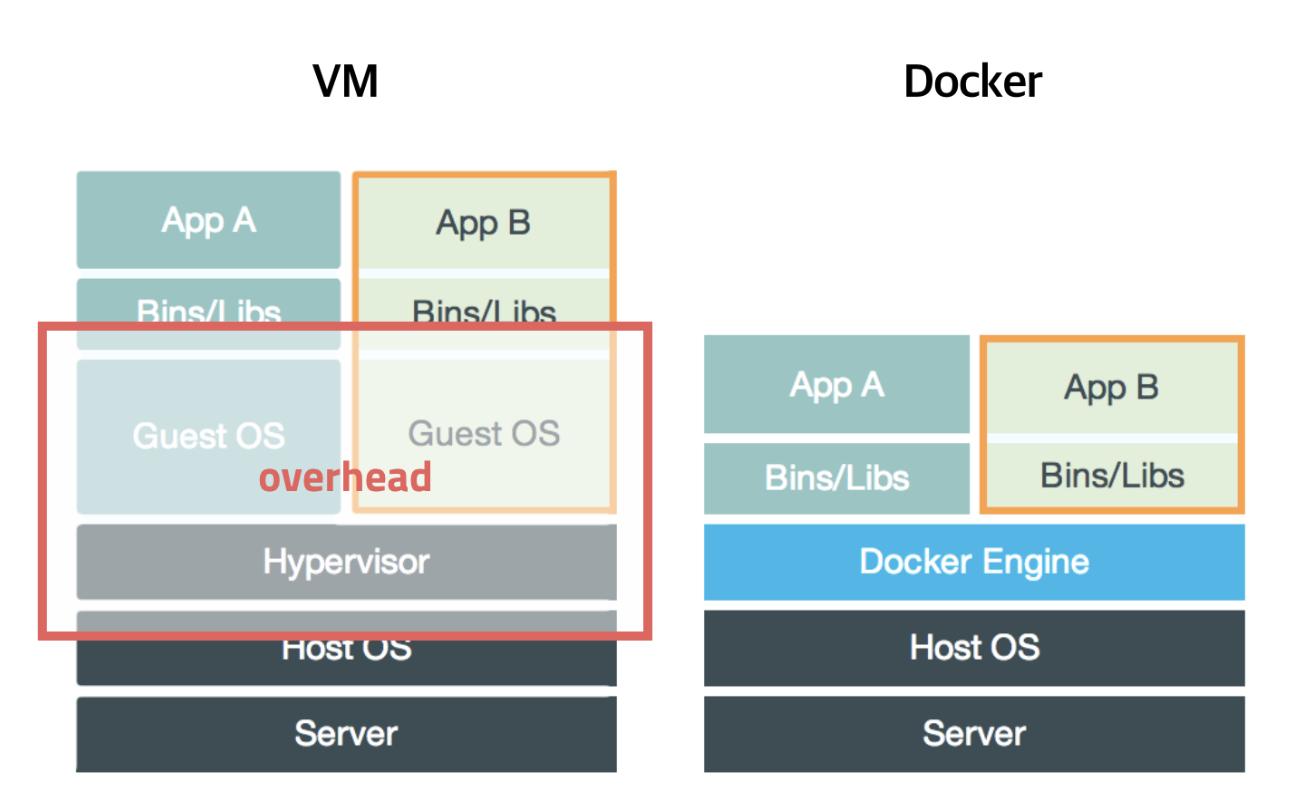 VM
App A
App B
Bins/Libs
Bins/Libs
Guest OS
Guest OS
overhead
Hypervisor
Host OS
Server
Docker
App A
App B
Bins/Libs
Bins/Libs
Docker Engine
Host OS
Server